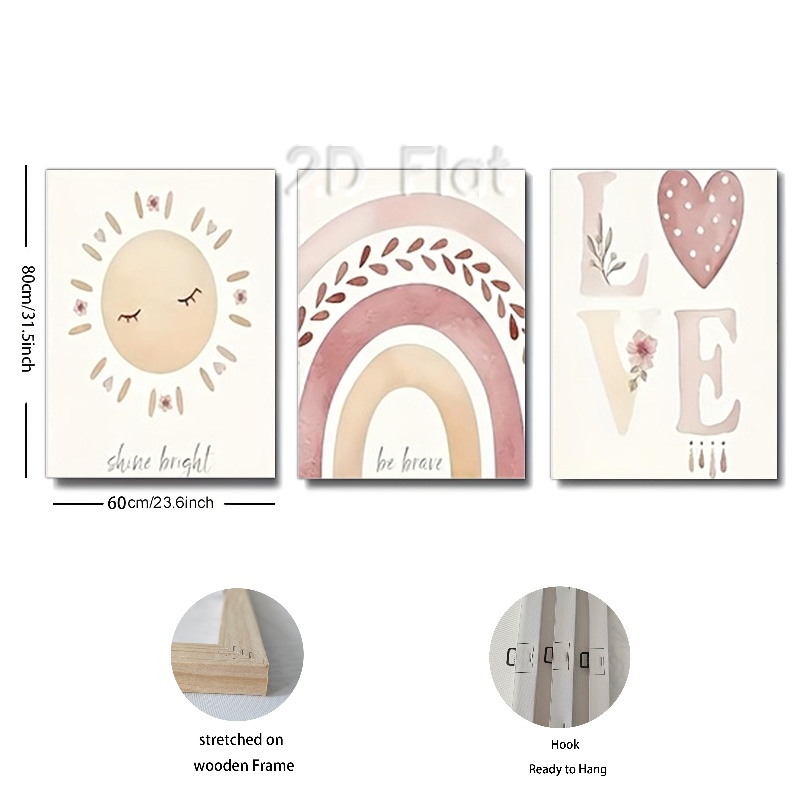 2D Flat
80cm/31.5inch
shine bright
be brave
L
V E
60cm/23.6inch
stretched on
wooden Frame
Hook
Ready to Hang